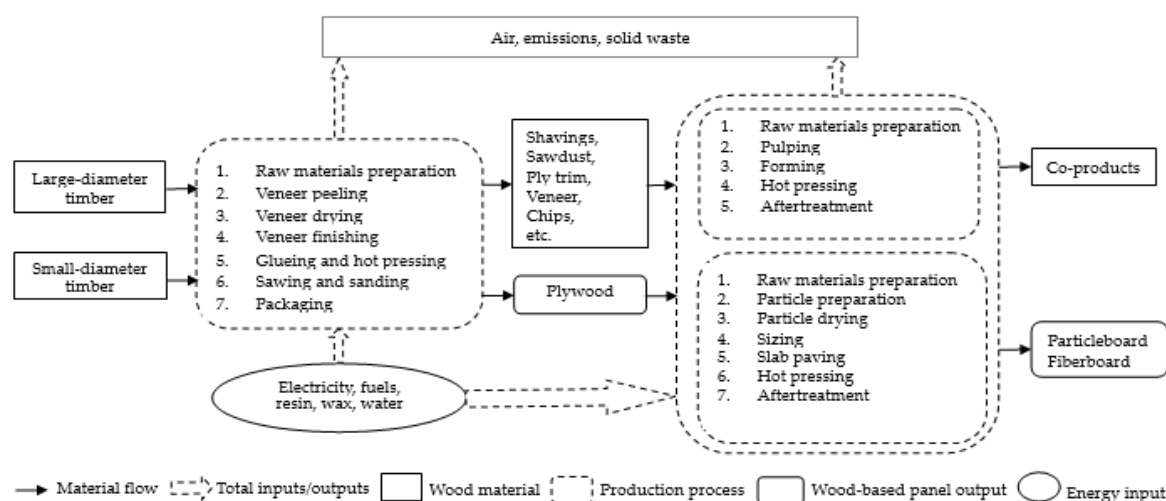 Air, emissions, solid waste
Large-diameter
timber
Small-diameter
timber
1. Raw materials preparation
2. Veneer peeling
3. Veneer drying
4. Veneer finishing
5. Glueing and hot pressing
6. Sawing and sanding
7. Packaging
Electricity, fuels,
resin, wax, water
Shavings,
Sawdust,
Ply trim,
Veneer,
Chips,
etc.
Plywood
1. Raw materials preparation
2. Pulping
3. Forming
4. Hot pressing
5. Aftertreatment
1. Raw materials preparation
2. Particle preparation
3. Particle drying
4. Sizing
5. Slab paving
6. Hot pressing
7. Aftertreatment
Co-products
Particleboard
Fiberboard
Material flow
Total inputs/outputs
Wood material
Production process
Wood-based panel output
Energy input